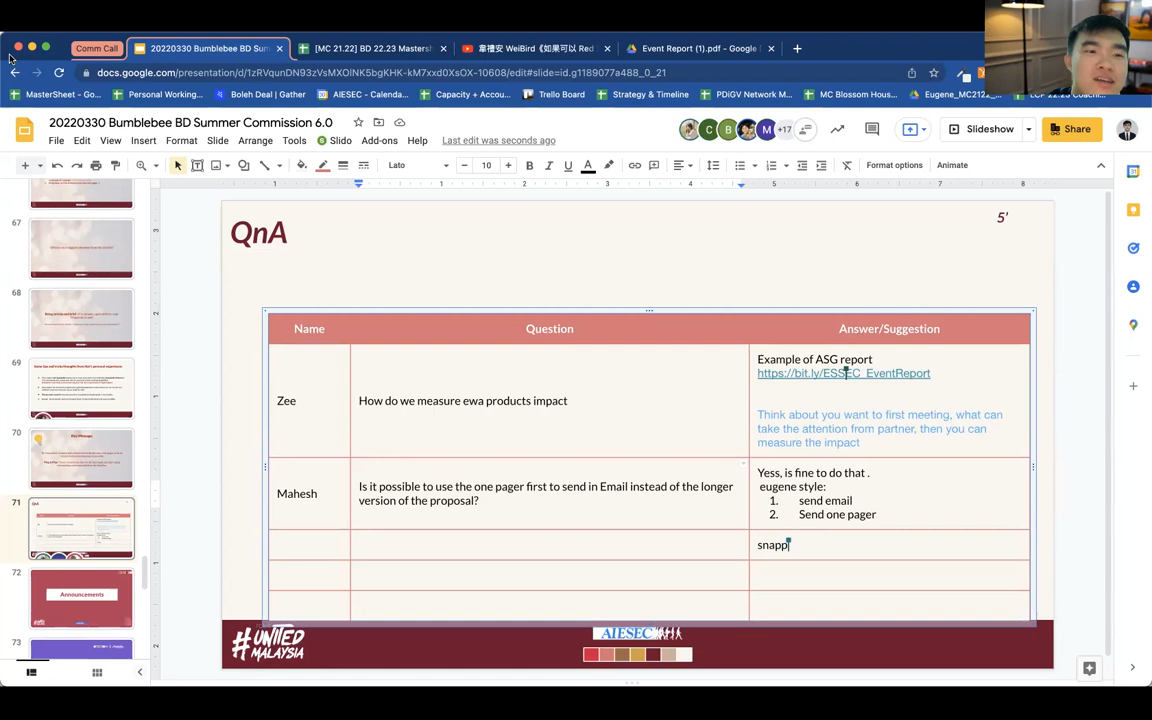 Comm Call
20220330 Bumblebee BD Sum
[MC 21.22] BD 22.23 Mastersh
韋禮安 WeiBird《如果可以 Red
Event Report (1).pdf - Google
docs.google.com/presentation/d/1zRVqunDN93zVsMXOlNK5bgKHK-kM7xxd0XsOX-10608/edit#slide=id.g1189077a488_0_21
MasterSheet - Go...
Personal Working...
Boleh Deal | Gather
AIESEC - Calenda...
Capacity + Accou...
Trello Board
Strategy & Timeline
PDiGV Network M...
MC Blossom Hous...
Eugene_MC2122_...
LCP 22.23 Coachi
20220330 Bumblebee BD Summer Commission 6.0
File Edit View Insert Format Slide Arrange Tools Slido Add-ons Help Last edit was seconds ago
C B M +17
Slideshow
Share
Lato
10
Format options
Animate
QnA
5'
Name Question Answer/Suggestion
Zee
How do we measure ewa products impact
Example of ASG report
https://bit.ly/ESSEC_EventReport
Think about you want to first meeting, what can
take the attention from partner, then you can
measure the impact
Mahesh
Is it possible to use the one pager first to send in Email instead of the longer
version of the proposal?
Yess, is fine to do that .
eugene style:
1. send email
2. Send one pager
snapp
#UNITED
MALAYSIA
AIESEC
67
68
69
70
71
72
Announcements
73